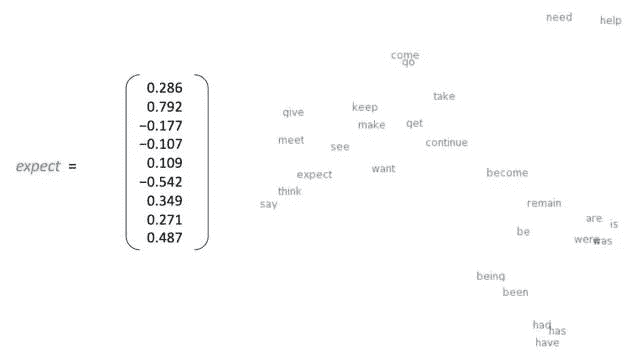 need
help
come
go
take
give
keep
make
get
meet
see
continue
expect
want
become
think
say
remain
are
is
be
were
was
being
been
had
has
have
expect =
0.286
0.792
−0.177
−0.107
0.109
−0.542
0.349
0.271
0.487